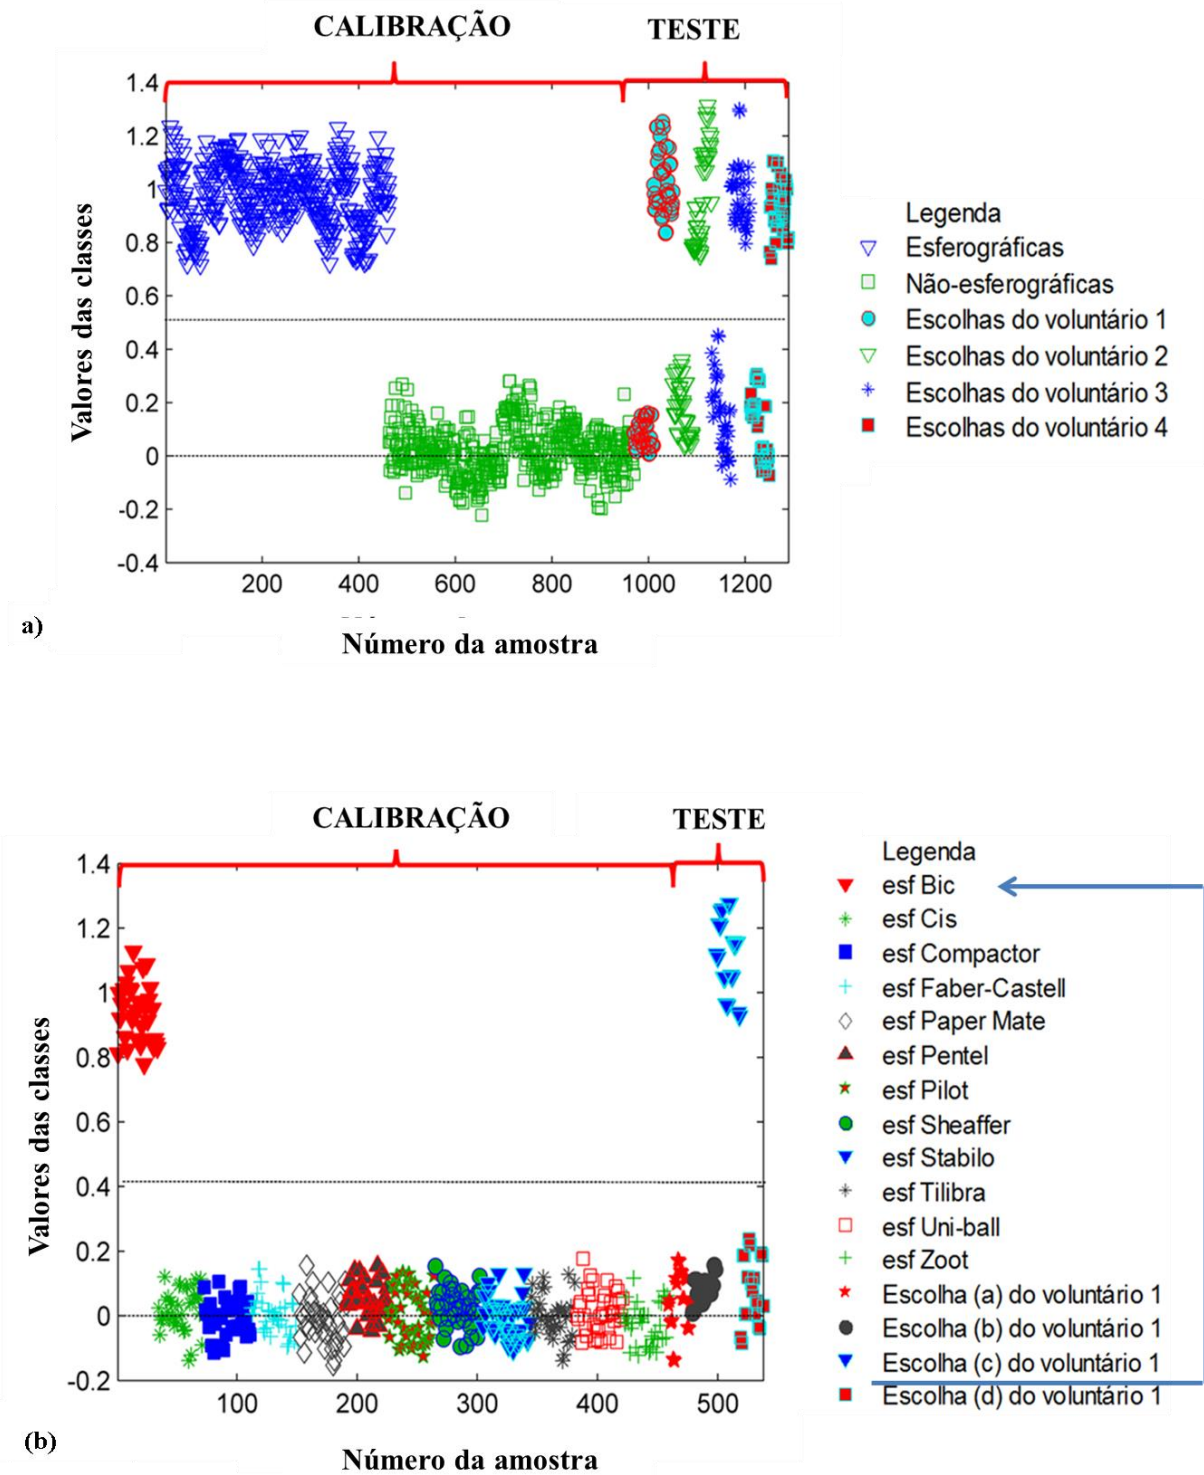 CALIBRAÇÃO TESTE
1.4
1.2
1
0.8
0.6
0.4
0.2
0
-0.2
-0.4
Valores das classes
200 400 600 800 1000 1200
Número da amostra
a)
Legenda
Esferográficas
Não-esferográficas
Escolhas do voluntário 1
Escolhas do voluntário 2
Escolhas do voluntário 3
Escolhas do voluntário 4
CALIBRAÇÃO TESTE
1.4
1.2
1
0.8
0.6
0.4
0.2
0
-0.2
Valores das classes
100 200 300 400 500
Número da amostra
(b)
Legenda
esf Bic
esf Cis
esf Compactor
esf Faber-Castell
esf Paper Mate
esf Pentel
esf Pilot
esf Sheaffer
esf Stabilo
esf Tilibra
esf Uni-ball
esf Zoot
Escolha (a) do voluntário 1
Escolha (b) do voluntário 1
Escolha (c) do voluntário 1
Escolha (d) do voluntário 1